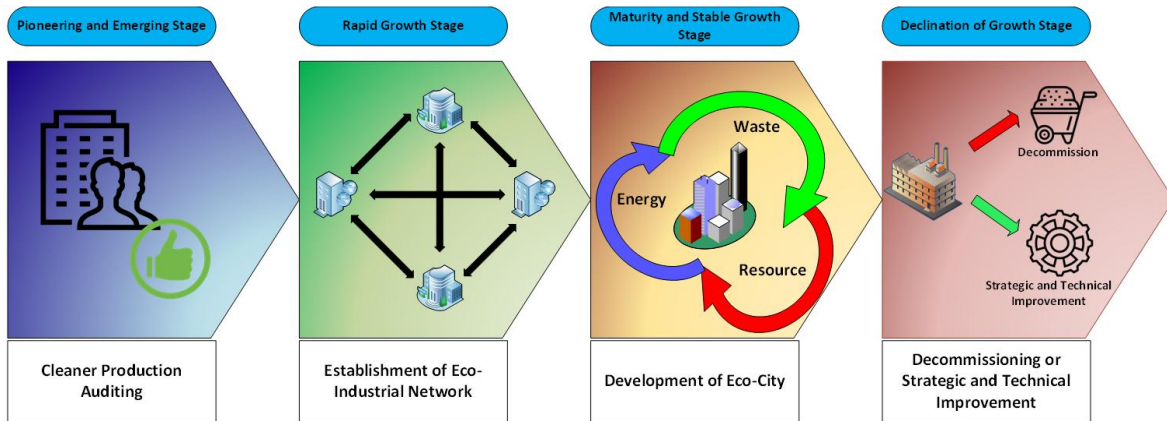 Pioneering and Emerging Stage
Rapid Growth Stage
Maturity and Stable Growth
Stage
Declination of Growth Stage
Waste
Energy
Resource
Decommission
Strategic and Technical
Improvement
Cleaner Production
Auditing
Establishment of Eco-
Industrial Network
Development of Eco-City
Decommissioning or
Strategic and Technical
Improvement